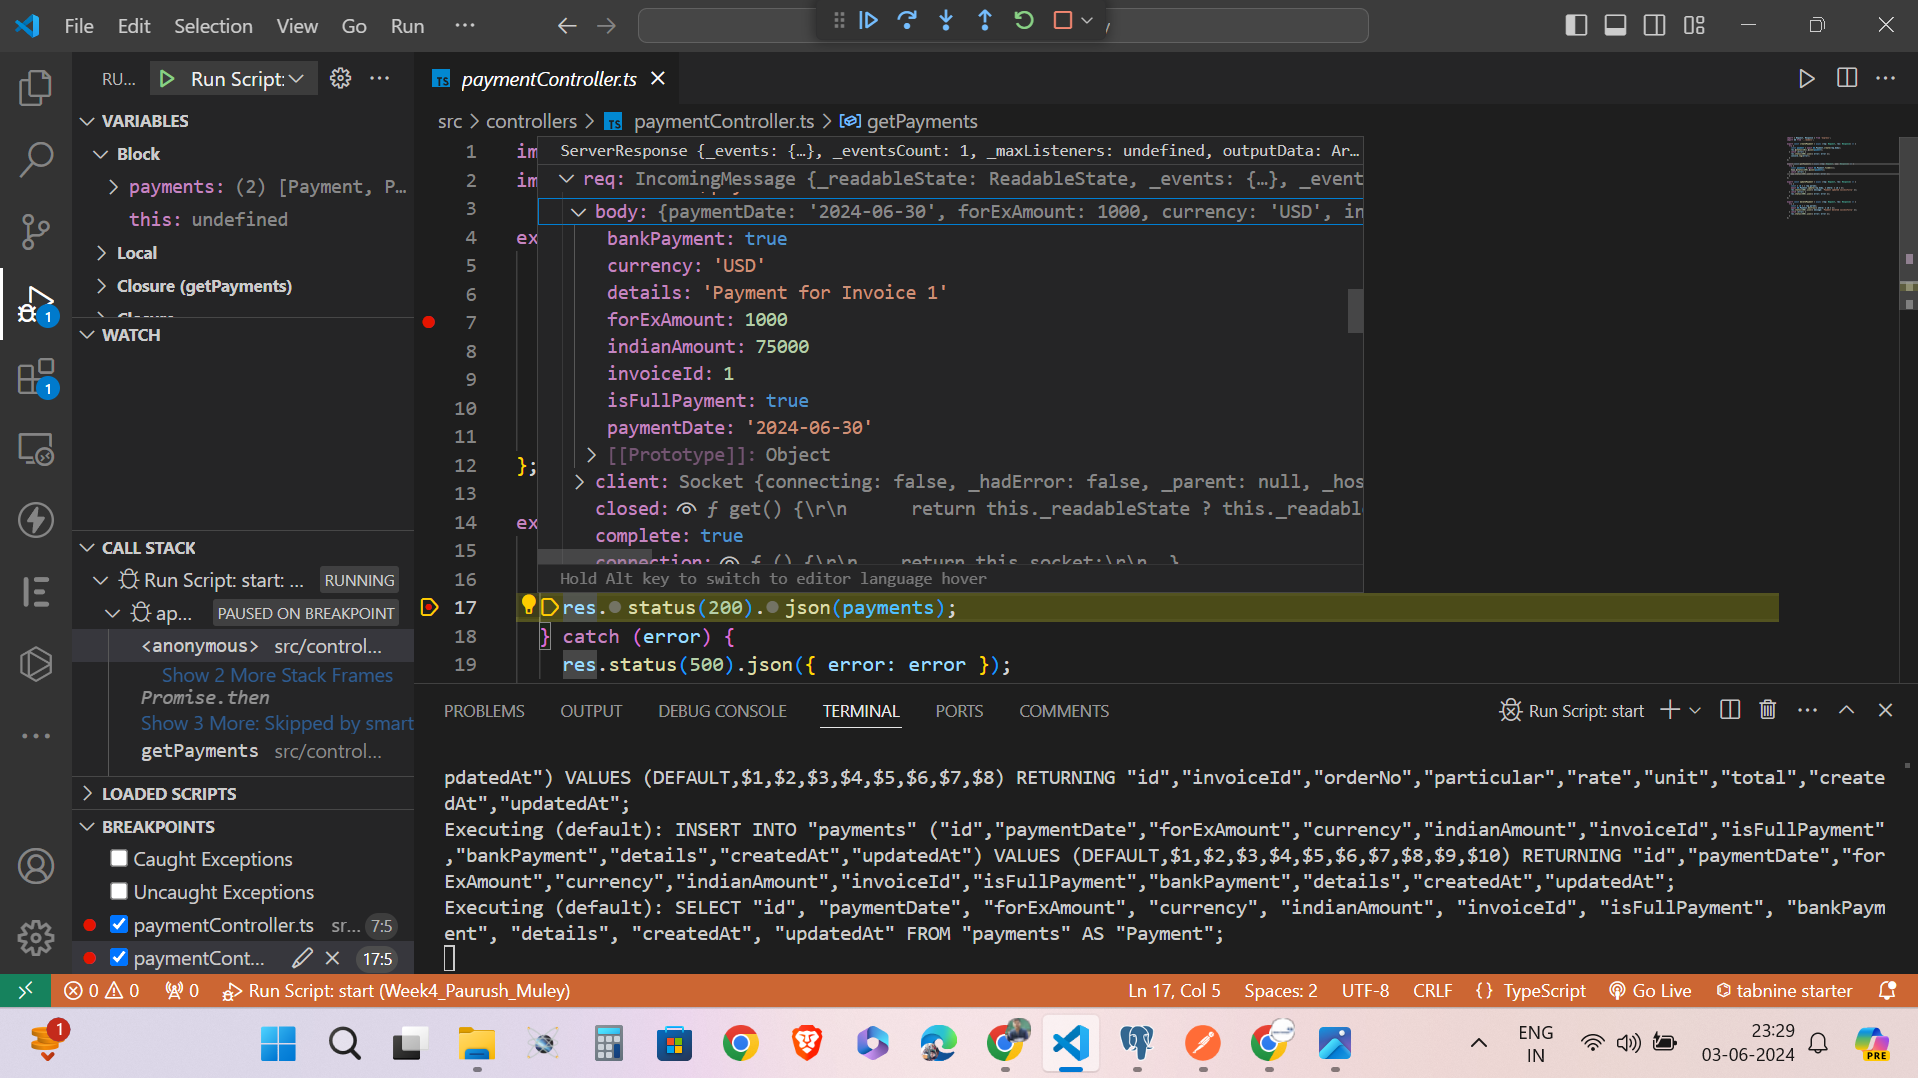 File Edit Selection View Go Run ···
RU... Run Script: ···
paymentController.ts
VARIABLES
Block
payments: (2) [Payment, P…
this: undefined
Local
Closure (getPayments)
WATCH
CALL STACK
Run Script: start: ... RUNNING
ap... PAUSED ON BREAKPOINT
<anonymous> src/control...
Show 2 More Stack Frames
Promise.then
Show 3 More: Skipped by smart
getPayments src/control...
LOADED SCRIPTS
BREAKPOINTS
Caught Exceptions
Uncaught Exceptions
paymentController.ts sr... 7:5
paymentCont... 17:5
1
1
src > controllers > TS paymentController.ts > getPayments
1 im
2 im
3
4 ex
5
6
7
8
9
10
11
12 };
13
14 ex
15
16
ServerResponse {_events: {…}, _eventsCount: 1, _maxListeners: undefined, outputData: Ar…
req: IncomingMessage {_readableState: ReadableState, _events: {…}, _event
body: {paymentDate: '2024-06-30', forExAmount: 1000, currency: 'USD', in
bankPayment: true
currency: 'USD'
details: 'Payment for Invoice 1'
forExAmount: 1000
indianAmount: 75000
invoiceId: 1
isFullPayment: true
paymentDate: '2024-06-30'
[[Prototype]]: Object
client: Socket {connecting: false, _hadError: false, _parent: null, _hos
closed: ƒ get() {\r\n return this._readableState ? this._readabl
complete: true
connection: ƒ () {\r\n return this.socket;\r\n }
Hold Alt key to switch to editor language hover
17 res.status(200).json(payments);
18 } catch (error) {
19 res.status(500).json({ error: error });
PROBLEMS OUTPUT DEBUG CONSOLE TERMINAL PORTS COMMENTS Run Script: start
pdatedAt") VALUES (DEFAULT,$1,$2,$3,$4,$5,$6,$7,$8) RETURNING "id","invoiceId","orderNo","particular","rate","unit","total","create
dAt","updatedAt";
Executing (default): INSERT INTO "payments" ("id","paymentDate","forExAmount","currency","indianAmount","invoiceId","isFullPayment"
,"bankPayment","details","createdAt","updatedAt") VALUES (DEFAULT,$1,$2,$3,$4,$5,$6,$7,$8,$9,$10) RETURNING "id","paymentDate","for
ExAmount","currency","indianAmount","invoiceId","isFullPayment","bankPayment","details","createdAt","updatedAt";
Executing (default): SELECT "id", "paymentDate", "forExAmount", "currency", "indianAmount", "invoiceId", "isFullPayment", "bankPaym
ent", "details", "createdAt", "updatedAt" FROM "payments" AS "Payment";
0 0 0 Run Script: start (Week4_Paurush_Muley) Ln 17, Col 5 Spaces: 2 UTF-8 CRLF {} TypeScript Go Live tabnine starter
1
ENG
IN
23:29
03-06-2024
PRE